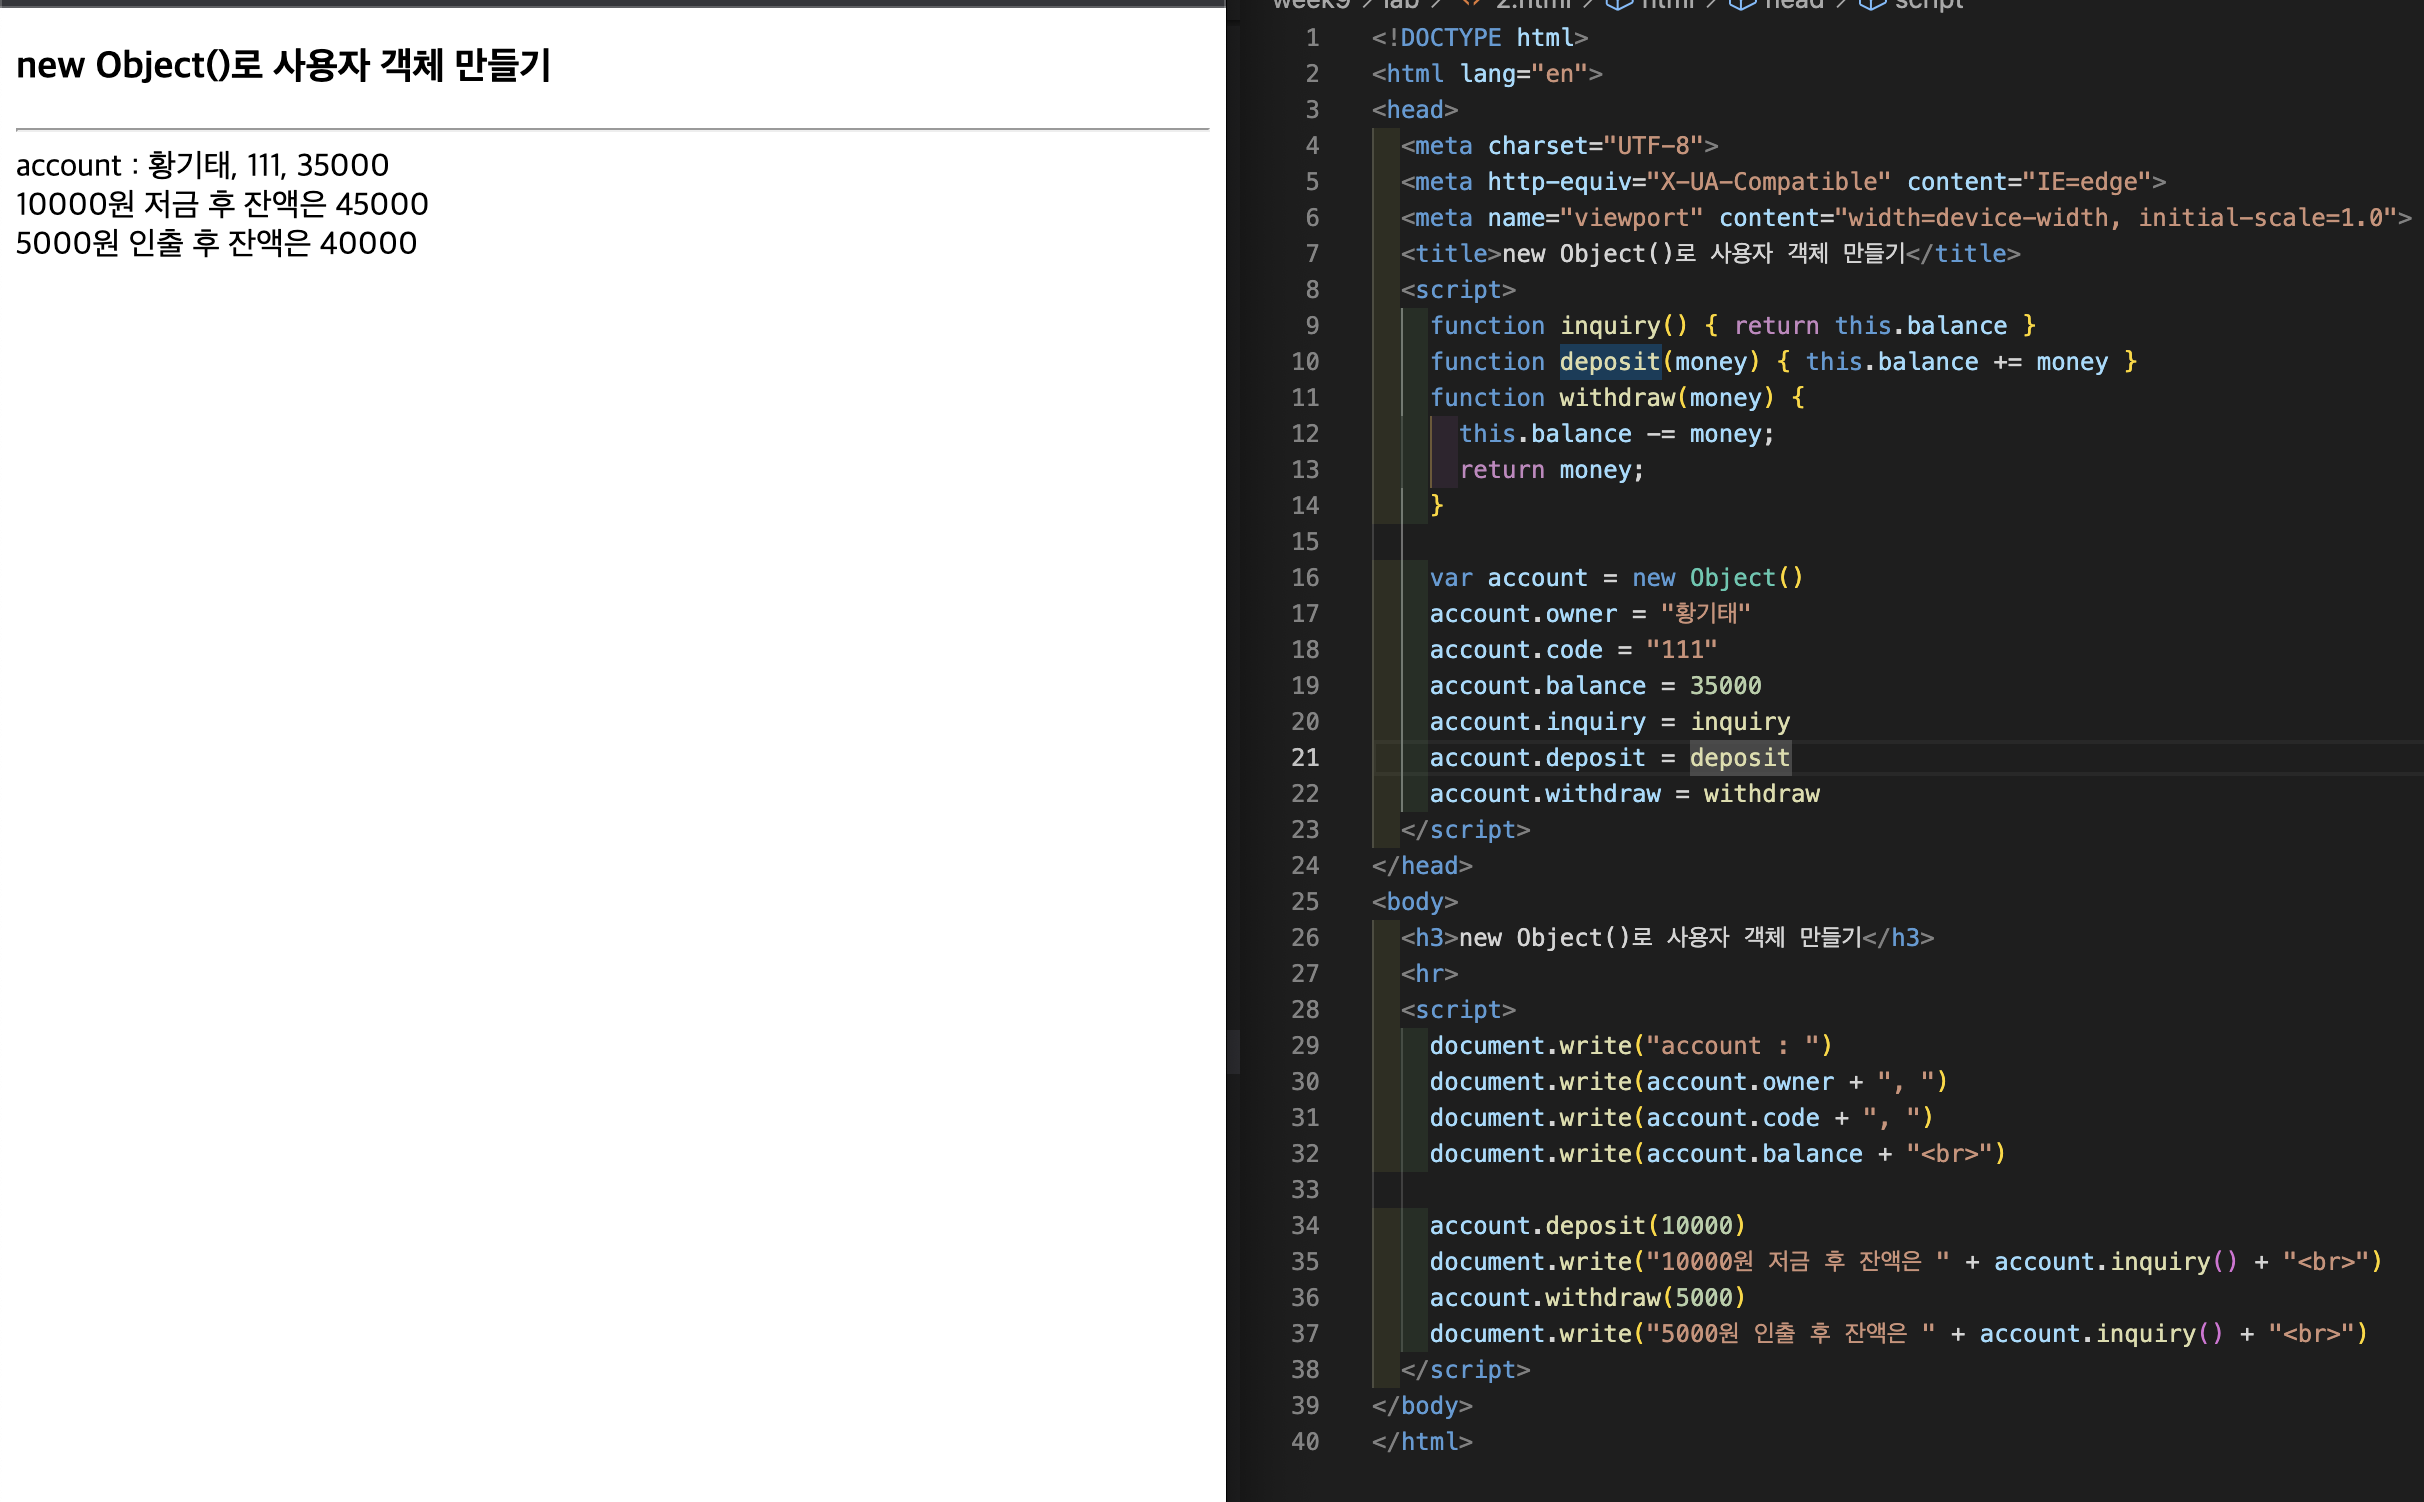 new Object()로 사용자 객체 만들기
account : 황기태, 111, 35000
10000원 저금 후 잔액은 45000
5000원 인출 후 잔액은 40000
week9 > lab > <> 2.html > html > head > script
1 <!DOCTYPE html>
2 <html lang="en">
3 <head>
4 <meta charset="UTF-8">
5 <meta http-equiv="X-UA-Compatible" content="IE=edge">
6 <meta name="viewport" content="width=device-width, initial-scale=1.0">
7 <title>new Object()로 사용자 객체 만들기</title>
8 <script>
9 function inquiry() { return this.balance }
10 function deposit(money) { this.balance += money }
11 function withdraw(money) {
12 this.balance -= money;
13 return money;
14 }
15
16 var account = new Object()
17 account.owner = "황기태"
18 account.code = "111"
19 account.balance = 35000
20 account.inquiry = inquiry
21 account.deposit = deposit
22 account.withdraw = withdraw
23 </script>
24 </head>
25 <body>
26 <h3>new Object()로 사용자 객체 만들기</h3>
27 <hr>
28 <script>
29 document.write("account : ")
30 document.write(account.owner + ", ")
31 document.write(account.code + ", ")
32 document.write(account.balance + "<br>")
33
34 account.deposit(10000)
35 document.write("10000원 저금 후 잔액은 " + account.inquiry() + "<br>")
36 account.withdraw(5000)
37 document.write("5000원 인출 후 잔액은 " + account.inquiry() + "<br>")
38 </script>
39 </body>
40 </html>